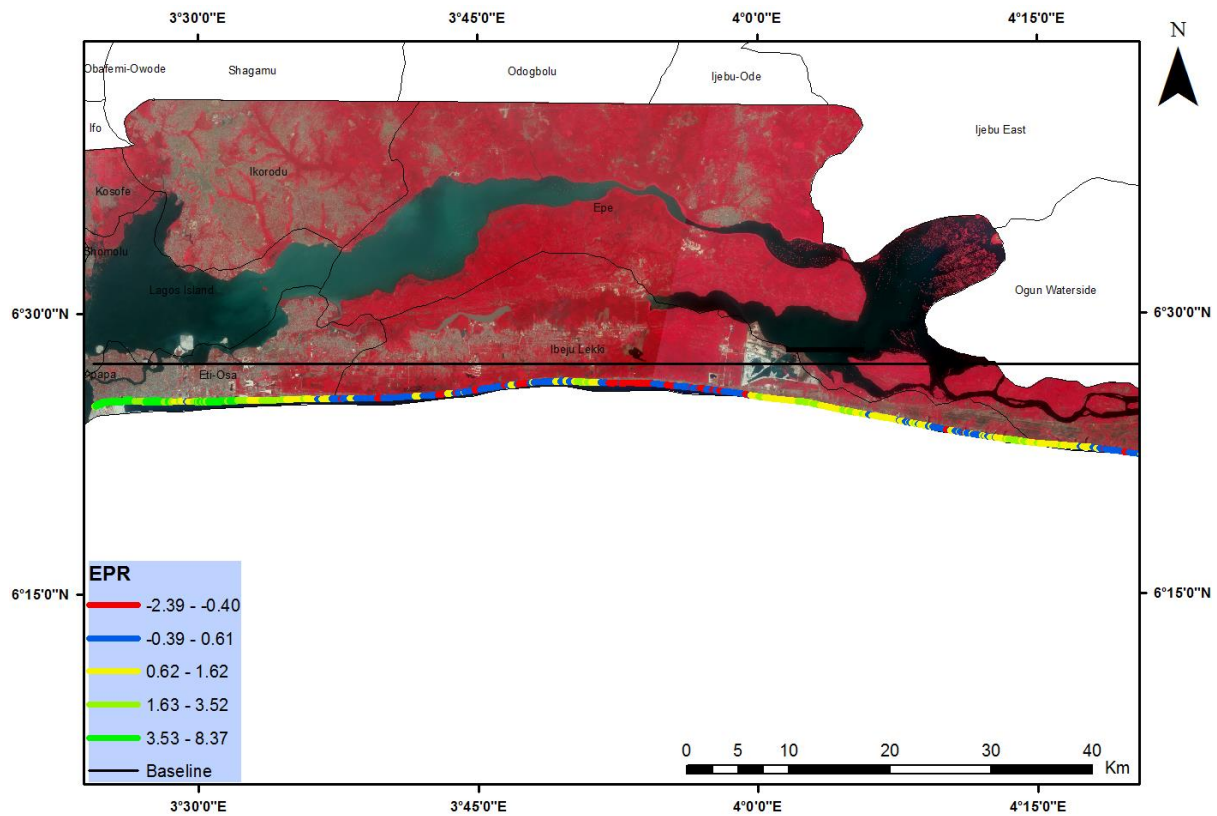 3°30'0"E 3°45'0"E 4°0'0"E 4°15'0"E
N
Obafemi-Owode Shagamu Odogbolu Ijebu-Ode
Ifo Ijebu East
Ikorodu
Kosofe
Epe
Shomolu
Lagos Island Ogun Waterside
6°30'0"N 6°30'0"N
Ibeju Lekki
Apapa Eti-Osa
EPR
6°15'0"N 6°15'0"N
-2.39 - -0.40
-0.39 - 0.61
0.62 - 1.62
1.63 - 3.52
3.53 - 8.37
Baseline
0 5 10 20 30 40
Km
3°30'0"E 3°45'0"E 4°0'0"E 4°15'0"E